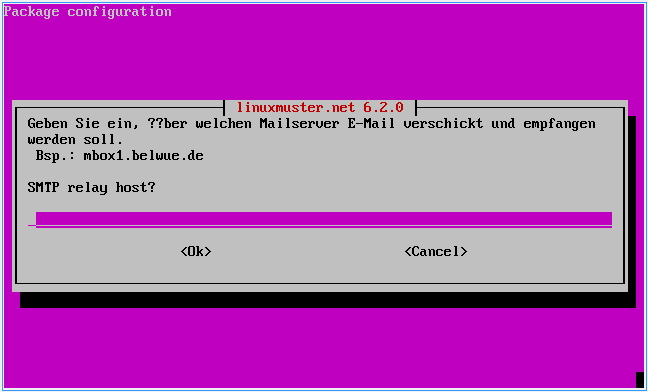 Package configuration
linuxmuster.net 6.2.0
Geben Sie ein, ??ber welchen Mailserver E-Mail verschickt und empfangen
werden soll.
Bsp.: mbox1.belwue.de
SMTP relay host?
<Ok> <Cancel>